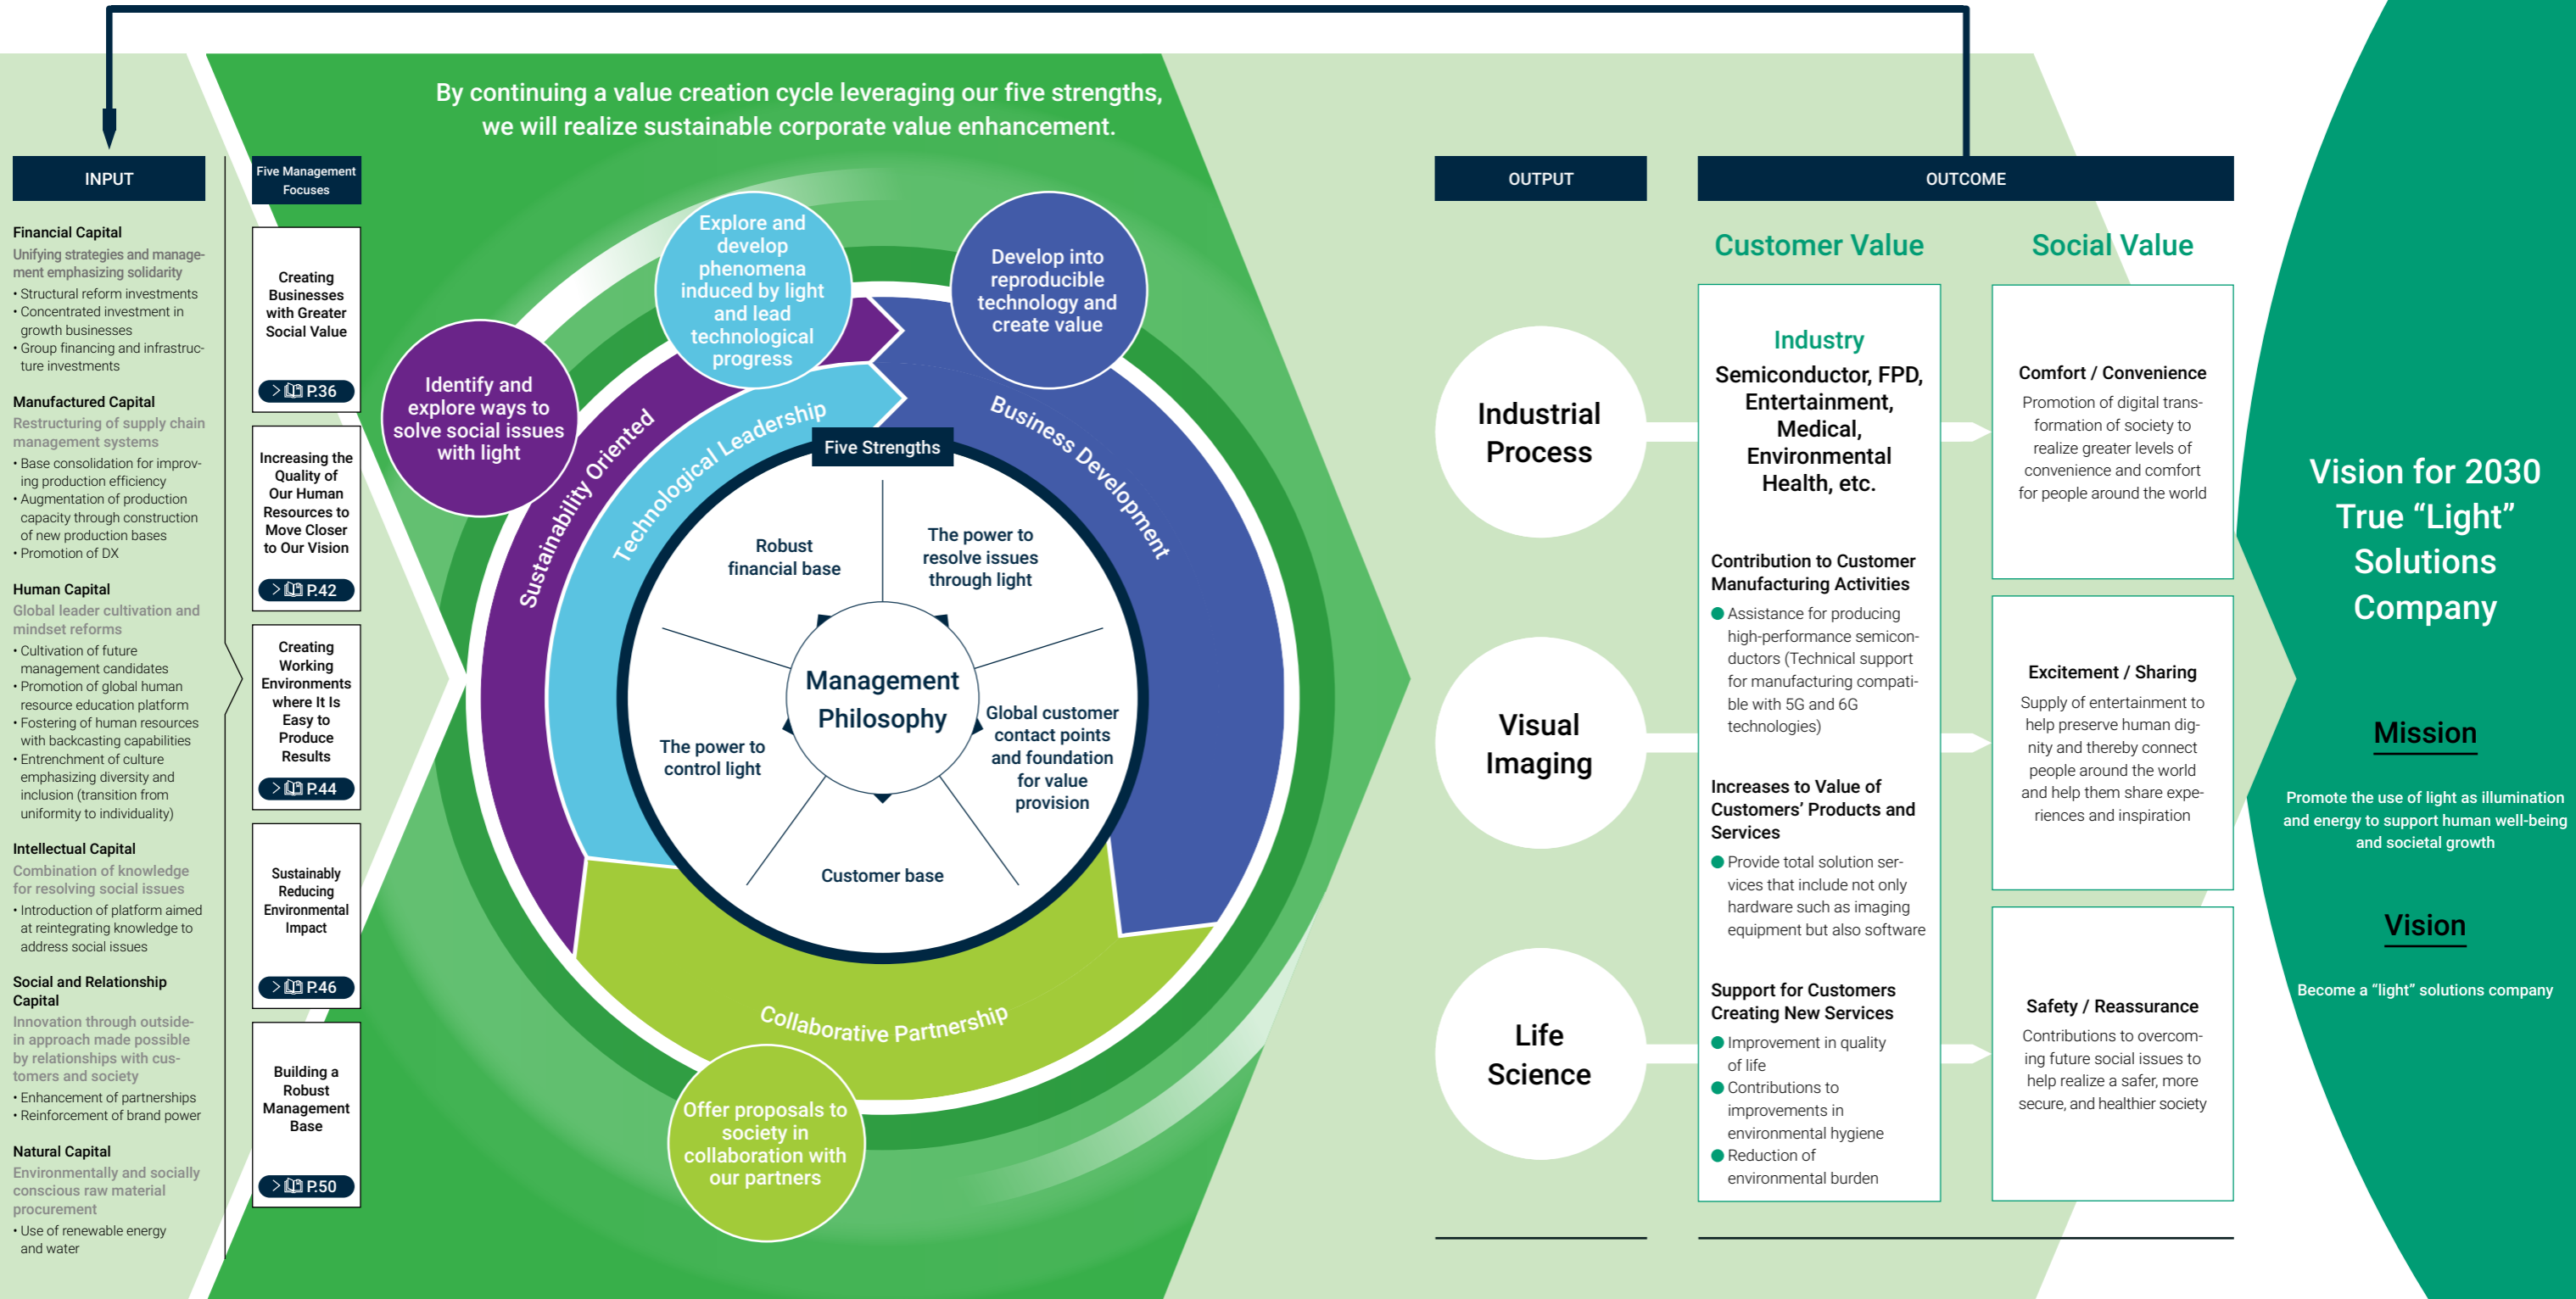 By continuing a value creation cycle leveraging our five strengths,
we will realize sustainable corporate value enhancement.
INPUT
Financial Capital
Unifying strategies and manage-
ment emphasizing solidarity
• Structural reform investments
• Concentrated investment in
growth businesses
• Group financing and infrastruc-
ture investments
Manufactured Capital
Restructuring of supply chain
management systems
• Base consolidation for improv-
ing production efficiency
• Augmentation of production
capacity through construction
of new production bases
• Promotion of DX
Human Capital
Global leader cultivation and
mindset reforms
• Cultivation of future
management candidates
• Promotion of global human
resource education platform
• Fostering of human resources
with backcasting capabilities
• Entrenchment of culture
emphasizing diversity and
inclusion (transition from
uniformity to individuality)
Intellectual Capital
Combination of knowledge
for resolving social issues
• Introduction of platform aimed
at reintegrating knowledge to
address social issues
Social and Relationship
Capital
Innovation through outside-
in approach made possible
by relationships with cus-
tomers and society
• Enhancement of partnerships
• Reinforcement of brand power
Natural Capital
Environmentally and socially
conscious raw material
procurement
• Use of renewable energy
and water
Five Management
Focuses
Creating
Businesses
with Greater
Social Value
P.36
Increasing the
Quality of
Our Human
Resources to
Move Closer
to Our Vision
P.42
Creating
Working
Environments
where It Is
Easy to
Produce
Results
P.44
Sustainably
Reducing
Environmental
Impact
P.46
Building a
Robust
Management
Base
P.50
Identify and
explore ways to
solve social issues
with light
Explore and
develop
phenomena
induced by light
and lead
technological
progress
Develop into
reproducible
technology and
create value
Offer proposals to
society in
collaboration with
our partners
Sustainability Oriented
Technological Leadership
Business Development
Collaborative Partnership
Five Strengths
Robust
financial base
The power to
resolve issues
through light
The power to
control light
Global customer
contact points
and foundation
for value
provision
Customer base
Management
Philosophy
OUTPUT
Industrial
Process
Visual
Imaging
Life
Science
OUTCOME
Customer Value
Industry
Semiconductor, FPD,
Entertainment,
Medical,
Environmental
Health, etc.
Contribution to Customer
Manufacturing Activities
● Assistance for producing
high-performance semicon-
ductors (Technical support
for manufacturing compati-
ble with 5G and 6G
technologies)
Increases to Value of
Customers’ Products and
Services
● Provide total solution ser-
vices that include not only
hardware such as imaging
equipment but also software
Support for Customers
Creating New Services
● Improvement in quality
of life
● Contributions to
improvements in
environmental hygiene
● Reduction of
environmental burden
Social Value
Comfort / Convenience
Promotion of digital trans-
formation of society to
realize greater levels of
convenience and comfort
for people around the world
Excitement / Sharing
Supply of entertainment to
help preserve human dig-
nity and thereby connect
people around the world
and help them share expe-
riences and inspiration
Safety / Reassurance
Contributions to overcom-
ing future social issues to
help realize a safer, more
secure, and healthier society
Vision for 2030
True “Light”
Solutions
Company
Mission
Promote the use of light as illumination
and energy to support human well-being
and societal growth
Vision
Become a “light” solutions company